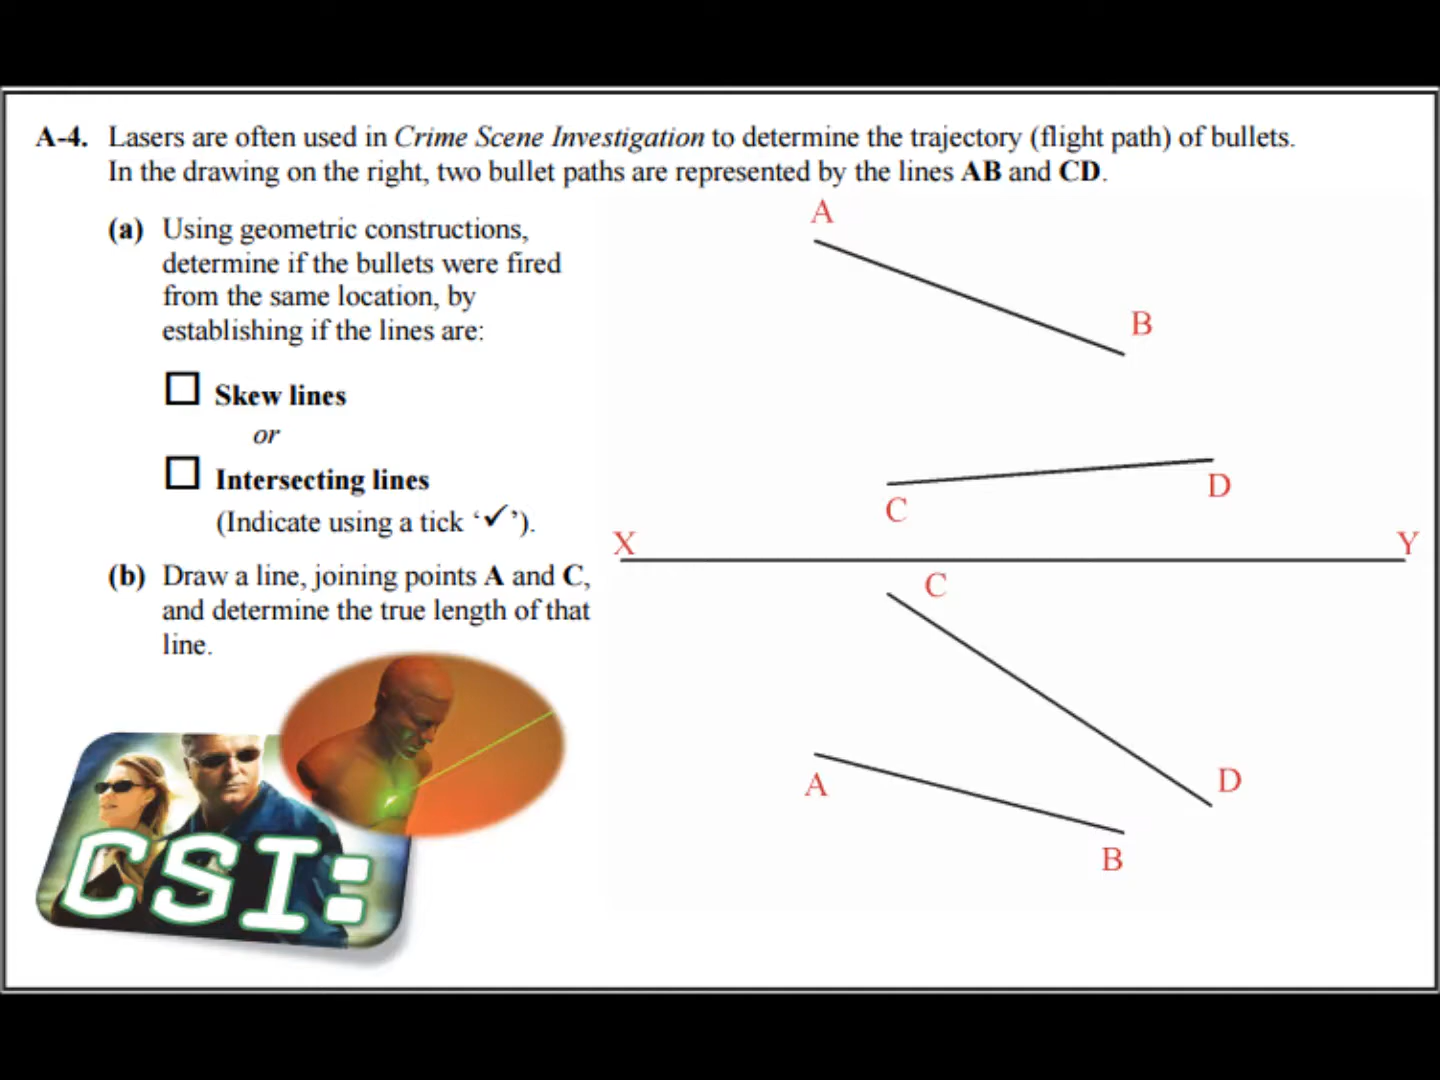 A-4. Lasers are often used in Crime Scene Investigation to determine the trajectory (flight path) of bullets.
In the drawing on the right, two bullet paths are represented by the lines AB and CD.
(a) Using geometric constructions,
determine if the bullets were fired
from the same location, by
establishing if the lines are:
Skew lines
or
Intersecting lines
(Indicate using a tick ‘✓’).
(b) Draw a line, joining points A and C,
and determine the true length of that
line.
A
B
C
D
X
Y
C
A
D
B
CSI: